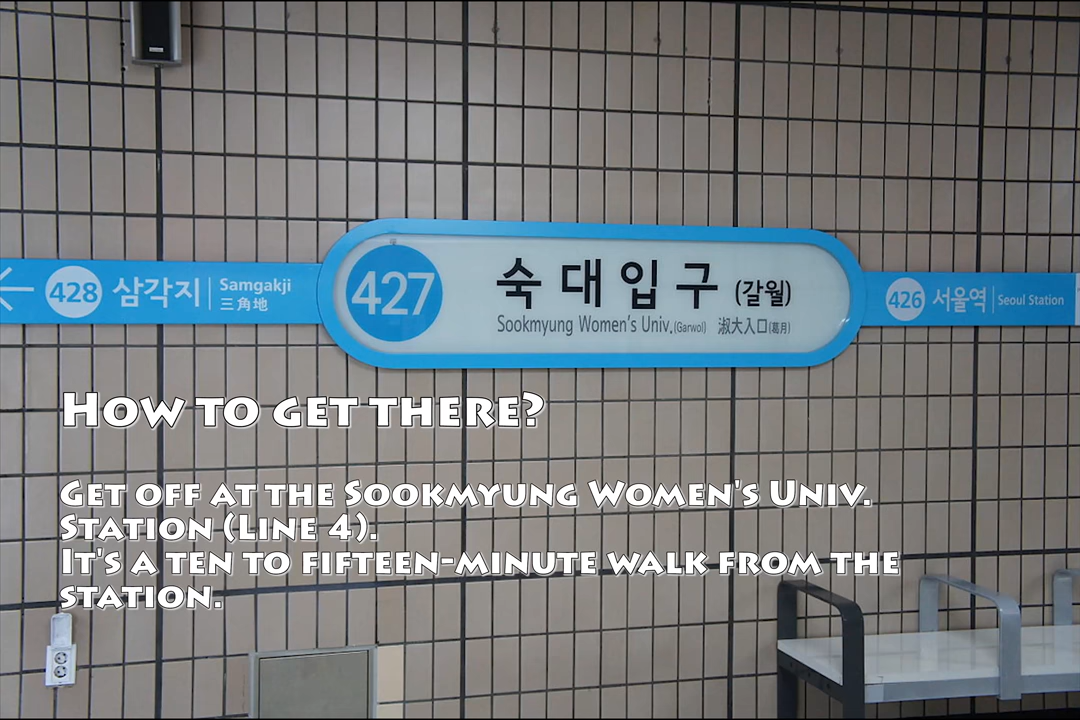 428 삼각지 Samgakji
三角地
427 숙대입구 (갈월)
Sookmyung Women's Univ.(Garwol) 淑大入口(葛月)
426 서울역 Seoul Station
HOW TO GET THERE?
GET OFF AT THE SOOKMYUNG WOMEN'S UNIV.
STATION (LINE 4).
IT'S A TEN TO FIFTEEN-MINUTE WALK FROM THE
STATION.